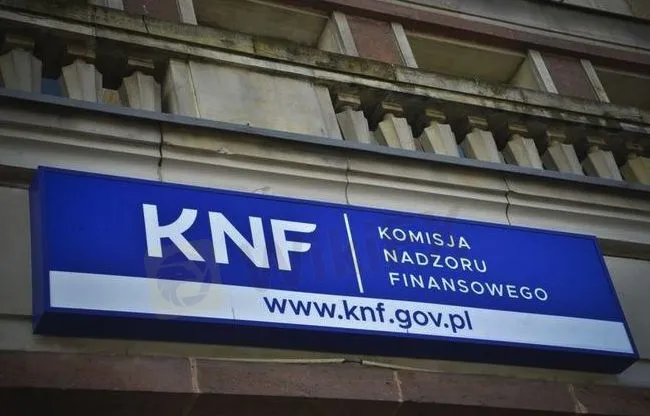 KNF
KOMISJA
NADZORU
FINANSOWEGO
www.knf.gov.pl